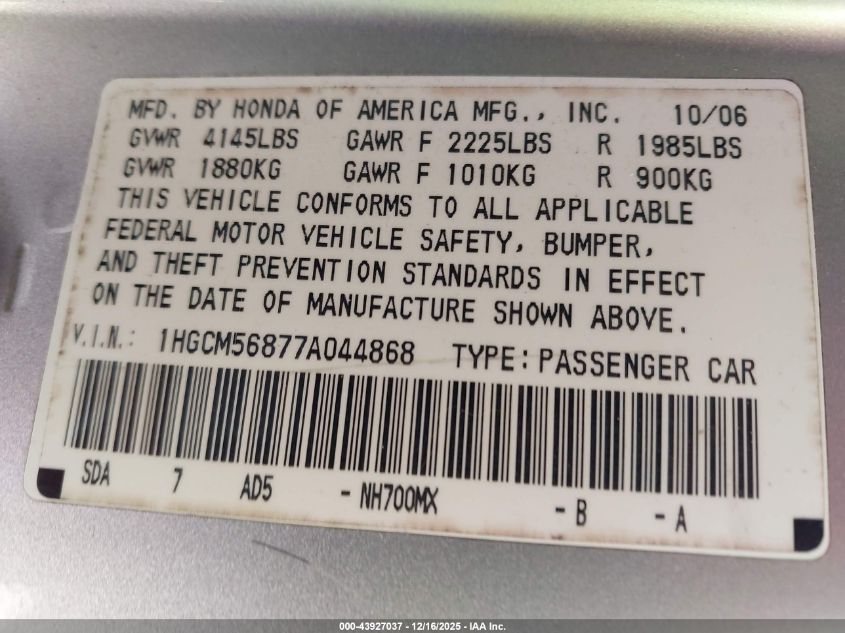 MFD. BY HONDA OF AMERICA MFG., INC. 10/06
GVWR 4145LBS GAWR F 2225LBS R 1985LBS
GVWR 1880KG GAWR F 1010KG R 900KG
THIS VEHICLE CONFORMS TO ALL APPLICABLE
FEDERAL MOTOR VEHICLE SAFETY, BUMPER,
AND THEFT PREVENTION STANDARDS IN EFFECT
ON THE DATE OF MANUFACTURE SHOWN ABOVE.
V.I.N.: 1HGCM56877A044868 TYPE: PASSENGER CAR
SDA 7 AD5 - NH700MX - B - A
000-43927037 - 12/16/2025 - IAA Inc.